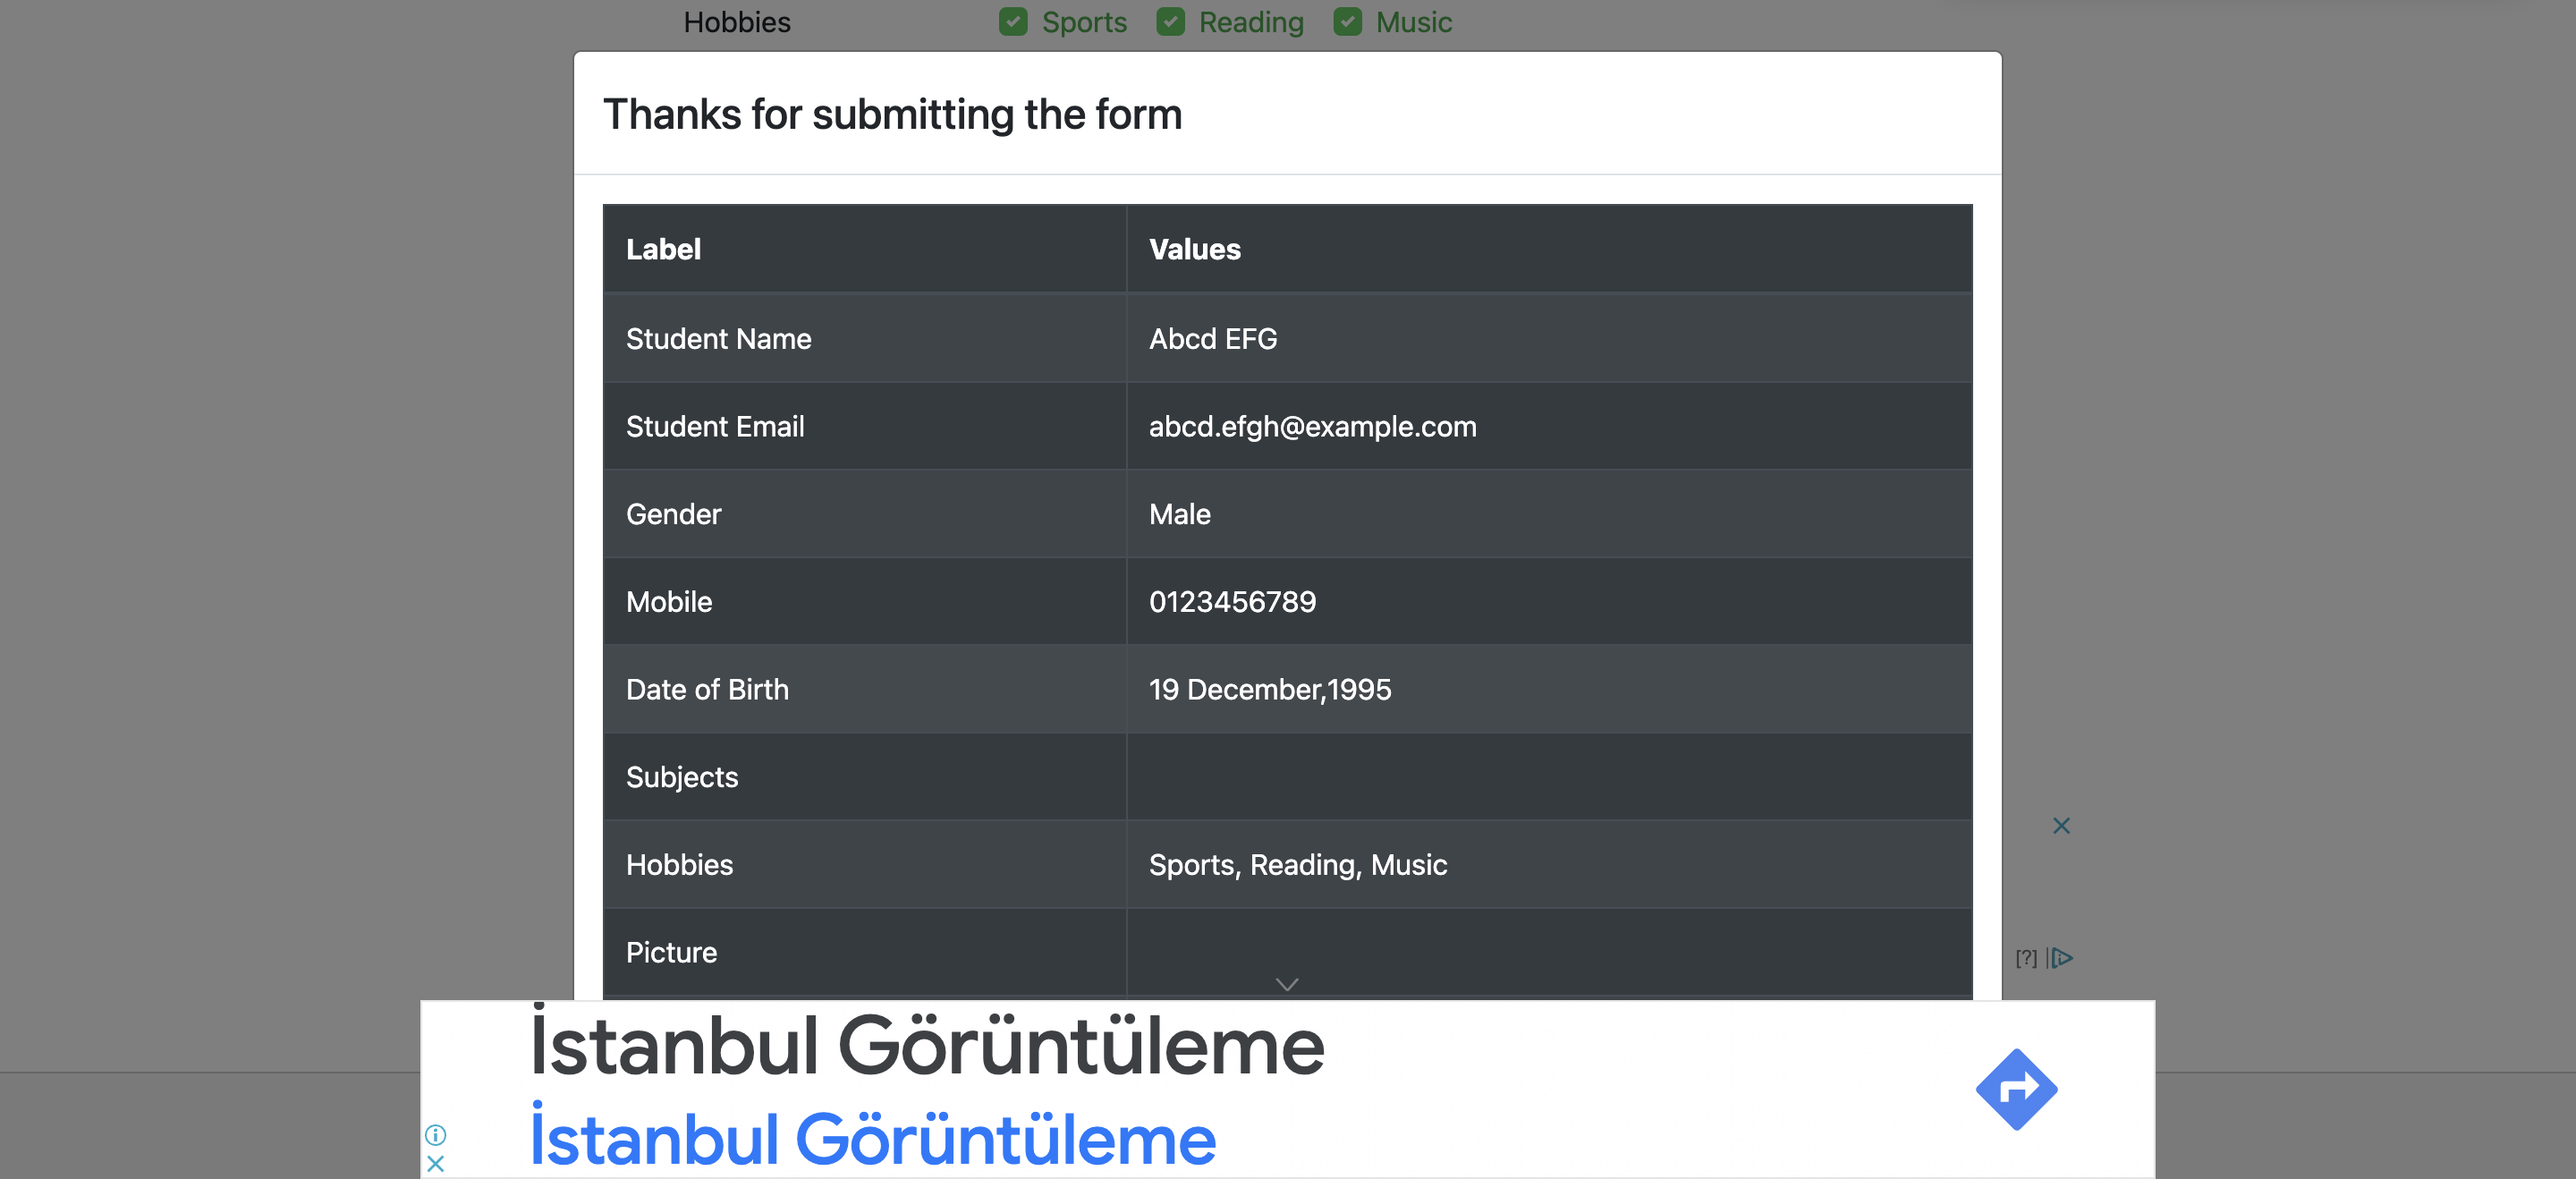 Hobbies Sports Reading Music
Thanks for submitting the form
Label Values
Student Name Abcd EFG
Student Email abcd.efgh@example.com
Gender Male
Mobile 0123456789
Date of Birth 19 December,1995
Subjects
Hobbies Sports, Reading, Music
Picture
[?]
İstanbul Görüntüleme
İstanbul Görüntüleme